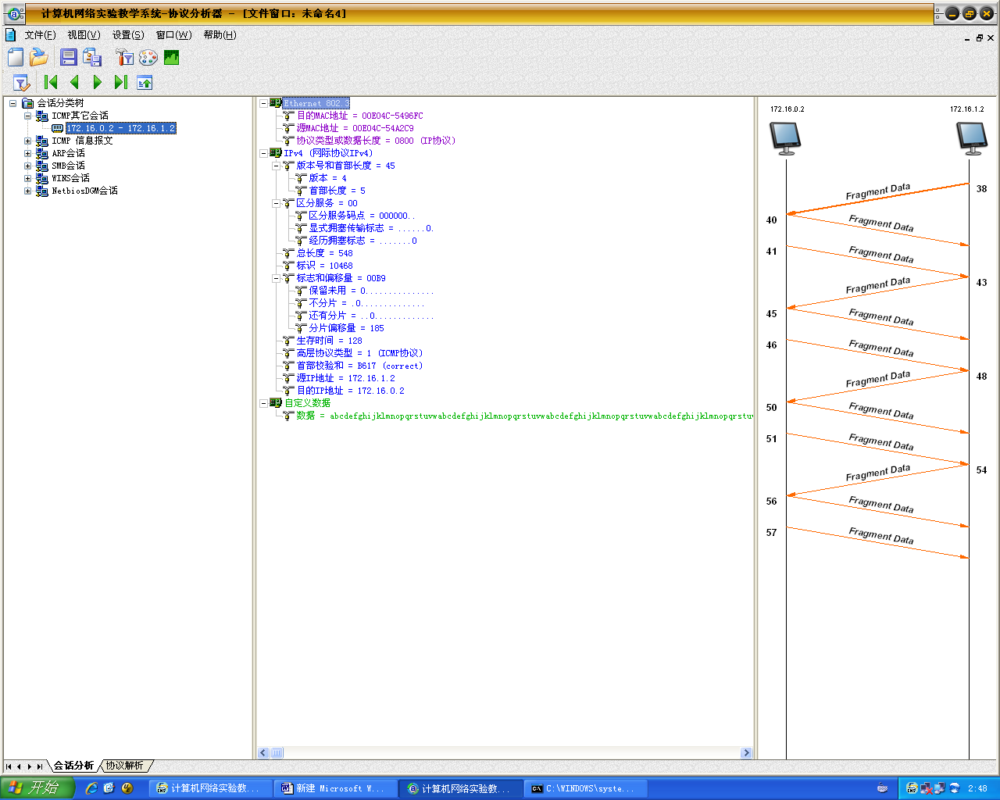 计算机网络实验教学系统-协议分析器 - [文件窗口: 未命名4]
文件(F) 视图(V) 设置(S) 窗口(W) 帮助(H)
会话分类树
ICMP其它会话
172.16.0.2 - 172.16.1.2
ICMP 信息报文
ARP会话
SMB会话
WINS会话
NetbiosDGM会话
Ethernet 802.3
目的MAC地址 = 00E04C-5496FC
源MAC地址 = 00E04C-54A2C9
协议类型或数据长度 = 0800 (IP协议)
IPv4 (网际协议IPv4)
版本号和首部长度 = 45
版本 = 4
首部长度 = 5
区分服务 = 00
区分服务码点 = 000000..
显式拥塞传输标志 = ......0.
经历拥塞标志 = .......0
总长度 = 548
标识 = 10468
标志和偏移量 = 00B9
保留未用 = 0...............
不分片 = .0..............
还有分片 = ..0.............
分片偏移量 = 185
生存时间 = 128
高层协议类型 = 1 (ICMP协议)
首部校验和 = B617 (correct)
源IP地址 = 172.16.1.2
目的IP地址 = 172.16.0.2
自定义数据
数据 = abcdefghijklmnopqrstuvwabcdefghijklmnopqrstuvwabcdefghijklmnopqrstuvwabcdefghijklmnopqrstuv
172.16.0.2 172.16.1.2
Fragment Data 38
40 Fragment Data
41 Fragment Data
Fragment Data 43
45 Fragment Data
46 Fragment Data
Fragment Data 48
50 Fragment Data
51 Fragment Data
Fragment Data 54
56 Fragment Data
57 Fragment Data
会话分析 协议解析
开始 计算机网络实验教... 新建 Microsoft W... 计算机网络实验教... C:\WINDOWS\syste... 2:48